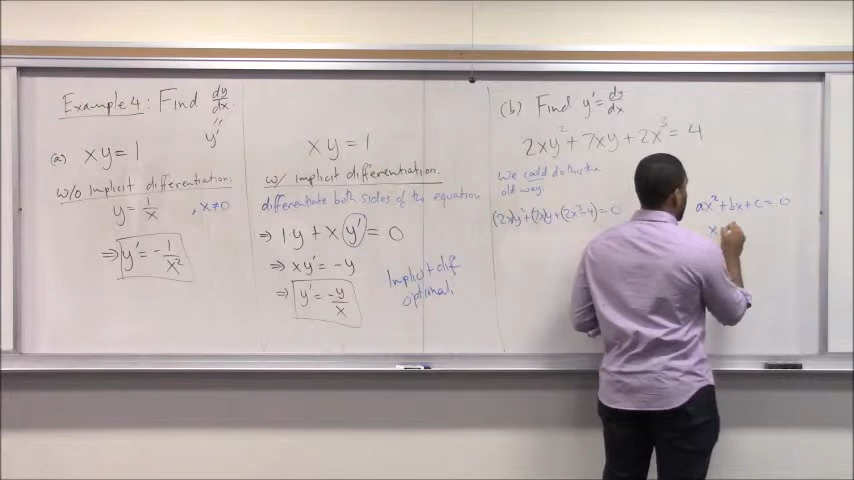 Example 4: Find dy/dx
"
y'
(a) xy = 1
w/o Implicit differentiation.
y = 1/x , x≠0
⇒ y' = -1/x²
xy = 1
w/ Implicit differentiation.
differentiate both sides of the equation
⇒ 1·y + x y' = 0
⇒ xy' = -y
⇒ y' = -y/x
Implicit dif
optional.
(b) Find y' = dy/dx
2xy² + 7xy + 2x³ = 4
We could do this the
old way.
(2x)y² + (7x)y + (2x³-4) = 0
ax² + bx + c = 0
x